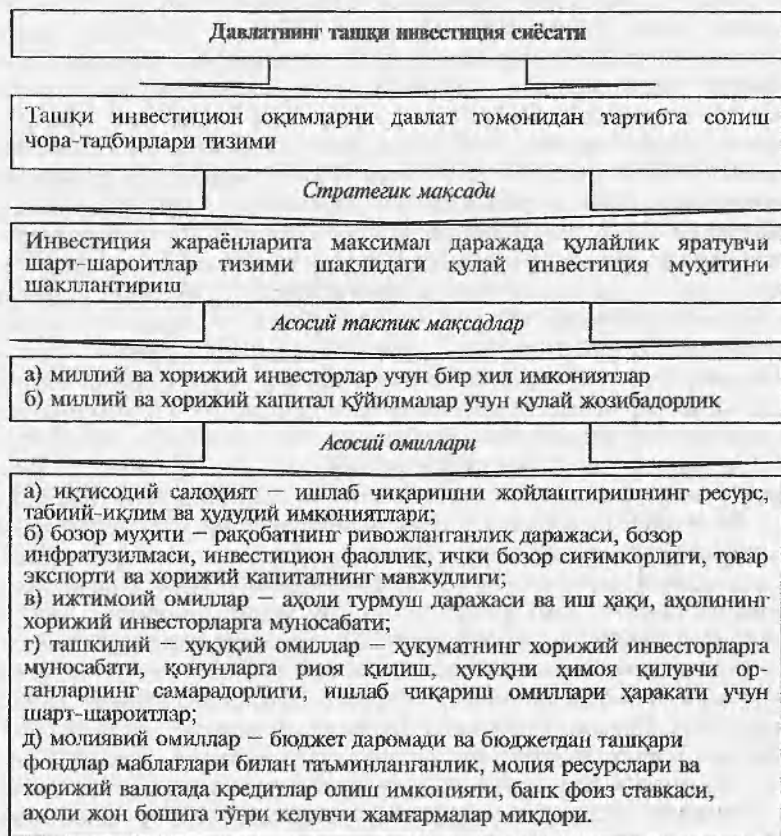 Давлатнинг ташқи инвестиция сиёсати
Ташқи инвестицион оқимларни давлат томонидан тартибга солиш
чора-тадбирлари тизими
Стратегик мақсади
Инвестиция жараёнларига максимал даражада қулайлик яратувчи
шарт-шароитлар тизими шаклидаги қулай инвестиция муҳитини
шакллантириш
Асосий тактик мақсадлар
а) миллий ва хорижий инвесторлар учун бир хил имкониятлар
б) миллий ва хорижий капитал қўйилмалар учун қулай жозибадорлик
Асосий омиллари
а) иқтисодий салоҳият — ишлаб чиқаришни жойлаштиришнинг ресурс,
табиий-иқлим ва ҳудудий имкониятлари;
б) бозор муҳити — рақобатнинг ривожланганлик даражаси, бозор
инфратузилмаси, инвестицион фаоллик, ички бозор сиғимкорлиги, товар
экспорти ва хорижий капиталнинг мавжудлиги;
в) ижтимоий омиллар — аҳоли турмуш даражаси ва иш ҳақи, аҳолининг
хорижий инвесторларга муносабати;
г) ташкилий — ҳуқуқий омиллар — ҳукуматнинг хорижий инвесторларга
муносабати, қонунларга риоя қилиш, ҳуқуқни ҳимоя қилувчи ор-
ганларнинг самарадорлиги, ишлаб чиқариш омиллари ҳаракати учун
шарт-шароитлар;
д) молиявий омиллар — бюджет даромади ва бюджетдан ташқари
фондлар маблағлари билан таъминланганлик, молия ресурслари ва
хорижий валютада кредитлар олиш имконияти, банк фоиз ставкаси,
аҳоли жон бошига тўғри келувчи жамғармалар миқдори.